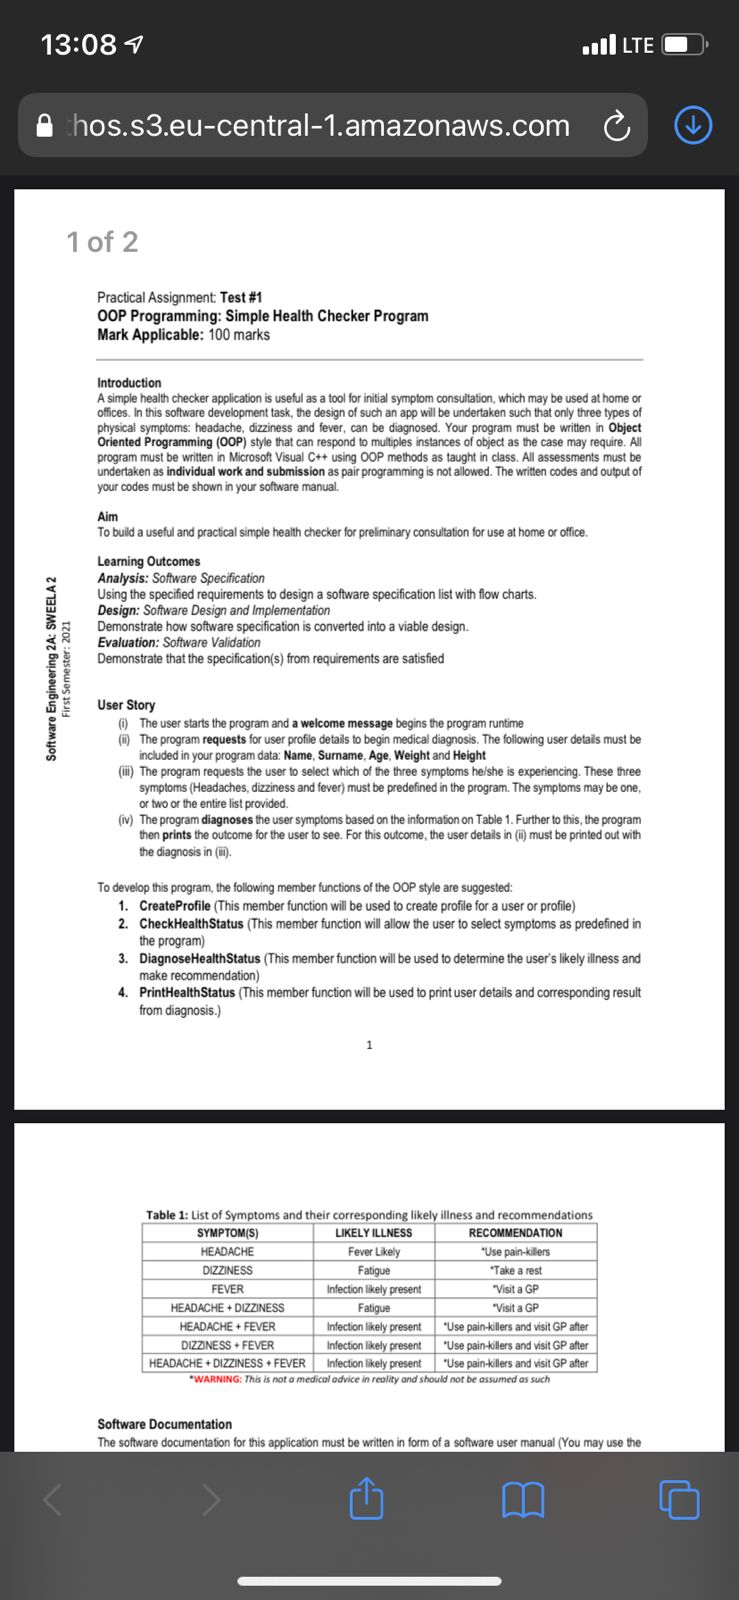 13:08
LTE
thos.s3.eu-central-1.amazonaws.com
1 of 2
Practical Assignment: Test #1
OOP Programming: Simple Health Checker Program
Mark Applicable: 100 marks
Introduction
A simple health checker application is useful as a tool for initial symptom consultation, which may be used at home or
offices. In this software development task, the design of such an app will be undertaken such that only three types of
physical symptoms: headache, dizziness and fever, can be diagnosed. Your program must be written in Object
Oriented Programming (OOP) style that can respond to multiples instances of object as the case may require. All
program must be written in Microsoft Visual C++ using OOP methods as taught in class. All assessments must be
undertaken as individual work and submission as pair programming is not allowed. The written codes and output of
your codes must be shown in your software manual.
Aim
To build a useful and practical simple health checker for preliminary consultation for use at home or office.
Learning Outcomes
Analysis: Software Specification
Using the specified requirements to design a software specification list with flow charts.
Design: Software Design and Implementation
Demonstrate how software specification is converted into a viable design.
Evaluation: Software Validation
Demonstrate that the specification(s) from requirements are satisfied
Software Engineering 2A: SWEELA 2
First Semester: 2021
User Story
(i) The user starts the program and a welcome message begins the program runtime
(ii) The program requests for user profile details to begin medical diagnosis. The following user details must be
included in your program data: Name, Surname, Age, Weight and Height
(iii) The program requests the user to select which of the three symptoms he/she is experiencing. These three
symptoms (Headaches, dizziness and fever) must be predefined in the program. The symptoms may be one,
or two or the entire list provided.
(iv) The program diagnoses the user symptoms based on the information on Table 1. Further to this, the program
then prints the outcome for the user to see. For this outcome, the user details in (ii) must be printed out with
the diagnosis in (iii).
To develop this program, the following member functions of the OOP style are suggested:
1. CreateProfile (This member function will be used to create profile for a user or profile)
2. CheckHealthStatus (This member function will allow the user to select symptoms as predefined in
the program)
3. DiagnoseHealthStatus (This member function will be used to determine the user's likely illness and
make recommendation)
4. PrintHealthStatus (This member function will be used to print user details and corresponding result
from diagnosis.)
1
Table 1: List of Symptoms and their corresponding likely illness and recommendations
SYMPTOM(S) LIKELY ILLNESS RECOMMENDATION
HEADACHE Fever Likely *Use pain-killers
DIZZINESS Fatigue *Take a rest
FEVER Infection likely present *Visit a GP
HEADACHE + DIZZINESS Fatigue *Visit a GP
HEADACHE + FEVER Infection likely present *Use pain-killers and visit GP after
DIZZINESS + FEVER Infection likely present *Use pain-killers and visit GP after
HEADACHE + DIZZINESS + FEVER Infection likely present *Use pain-killers and visit GP after
*WARNING: This is not a medical advice in reality and should not be assumed as such
Software Documentation
The software documentation for this application must be written in form of a software user manual (You may use the